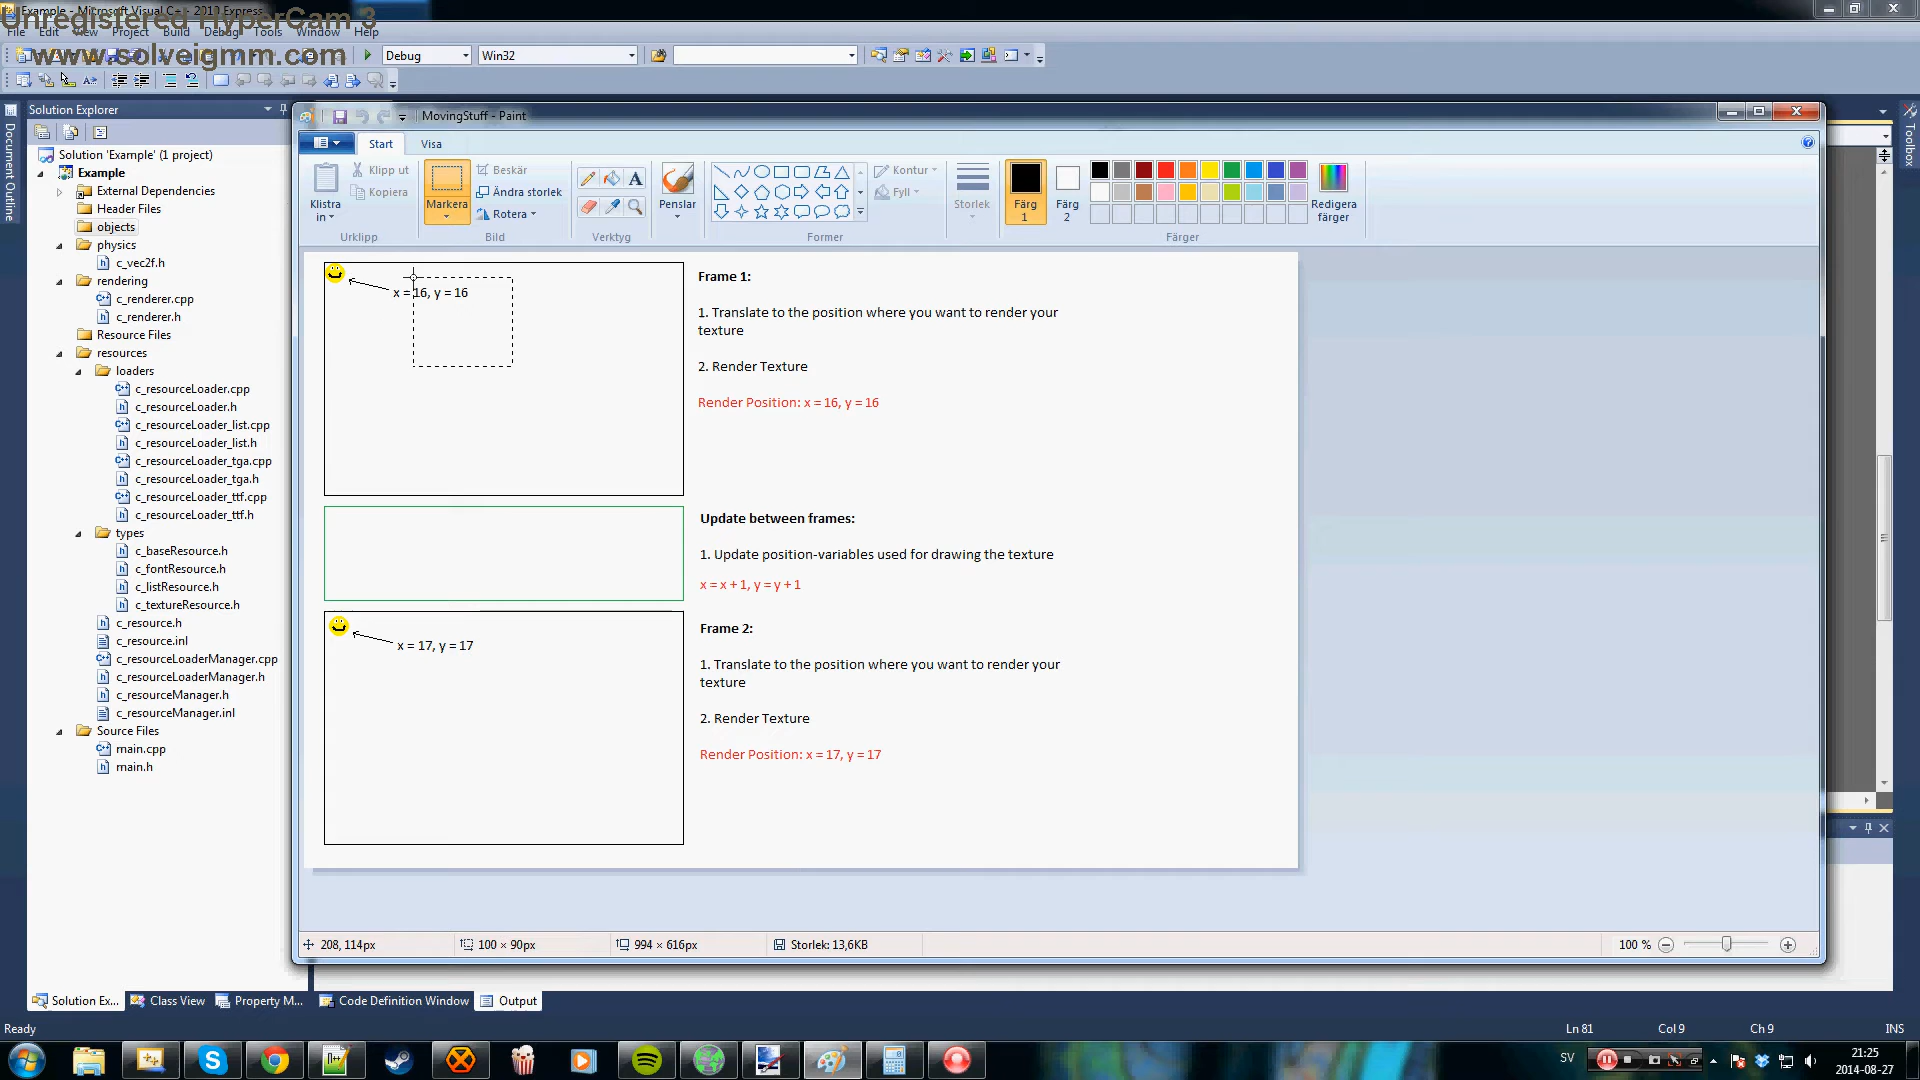 Example - Microsoft Visual C++ 2010 Express
Unregistered HyperCam 3
www.solveigmm.com
File Edit View Project Build Debug Tools Window Help
Debug Win32
Solution Explorer
Document Outline
Toolbox
Solution 'Example' (1 project)
Example
External Dependencies
Header Files
objects
physics
c_vec2f.h
rendering
c_renderer.cpp
c_renderer.h
Resource Files
resources
loaders
c_resourceLoader.cpp
c_resourceLoader.h
c_resourceLoader_list.cpp
c_resourceLoader_list.h
c_resourceLoader_tga.cpp
c_resourceLoader_tga.h
c_resourceLoader_ttf.cpp
c_resourceLoader_ttf.h
types
c_baseResource.h
c_fontResource.h
c_listResource.h
c_textureResource.h
c_resource.h
c_resource.inl
c_resourceLoaderManager.cpp
c_resourceLoaderManager.h
c_resourceManager.h
c_resourceManager.inl
Source Files
main.cpp
main.h
MovingStuff - Paint
Start Visa
Klistra in
Klipp ut
Kopiera
Urklipp
Markera
Beskär
Ändra storlek
Rotera
Bild
A
Verktyg
Penslar
Former
Kontur
Fyll
Storlek
Färg 1
Färg 2
Redigera färger
Färger
x = 16, y = 16
Frame 1:
1. Translate to the position where you want to render your
texture
2. Render Texture
Render Position: x = 16, y = 16
Update between frames:
1. Update position-variables used for drawing the texture
x = x + 1, y = y + 1
x = 17, y = 17
Frame 2:
1. Translate to the position where you want to render your
texture
2. Render Texture
Render Position: x = 17, y = 17
208, 114px 100 × 90px 994 × 616px Storlek: 13,6KB 100 %
Solution Ex... Class View Property M... Code Definition Window Output
Ready Ln 81 Col 9 Ch 9 INS
SV 21:25
2014-08-27